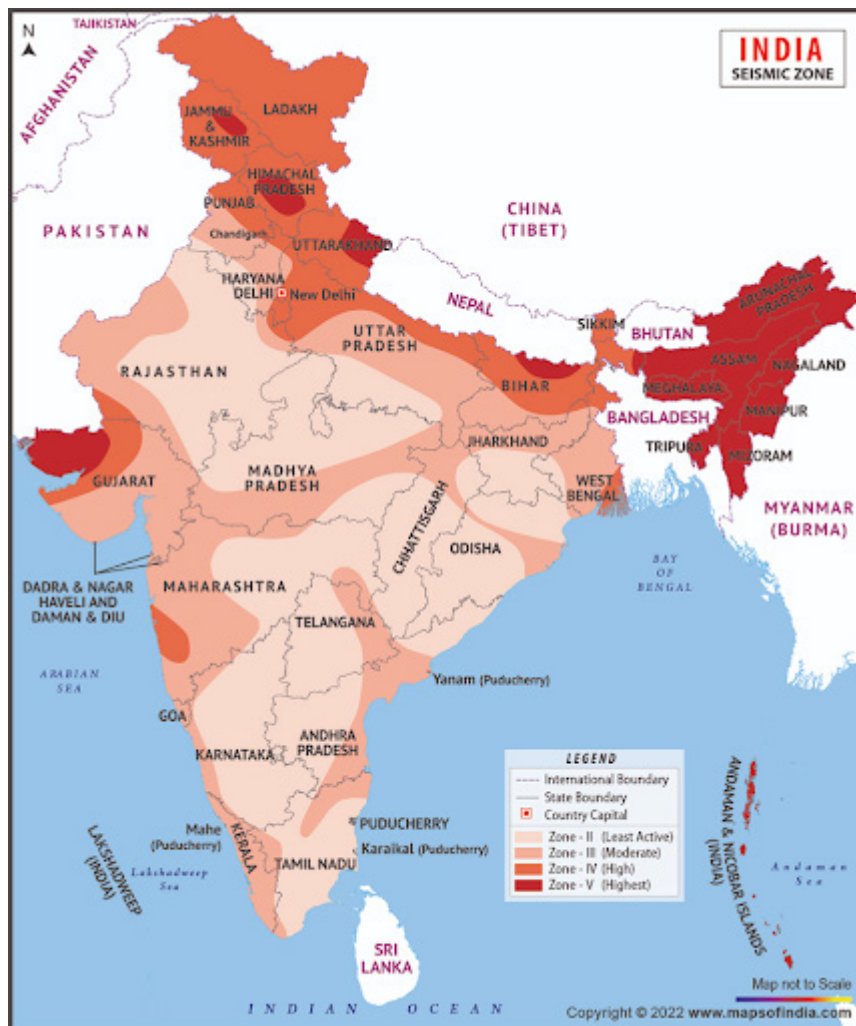 N
INDIA
SEISMIC ZONE
TAJIKISTAN
AFGHANISTAN
JAMMU
&
KASHMIR
LADAKH
HIMACHAL
PRADESH
PUNJAB
Chandigarh
UTTARAKHAND
CHINA
(TIBET)
PAKISTAN
HARYANA
DELHI
New Delhi
NEPAL
ARUNACHAL
PRADESH
SIKKIM
BHUTAN
UTTAR
PRADESH
RAJASTHAN
BIHAR
ASSAM
NAGALAND
MEGHALAYA
MANIPUR
BANGLADESH
TRIPURA
MIZORAM
JHARKHAND
GUJARAT
MADHYA
PRADESH
WEST
BENGAL
CHHATTISGARH
MYANMAR
(BURMA)
ODISHA
BAY
OF
BENGAL
DADRA & NAGAR
HAVELI AND
DAMAN & DIU
MAHARASHTRA
TELANGANA
ARABIAN
SEA
Yanam (Puducherry)
GOA
KARNATAKA
ANDHRA
PRADESH
LEGEND
International Boundary
State Boundary
Country Capital
Zone - II (Least Active)
Zone - III (Moderate)
Zone - IV (High)
Zone - V (Highest)
ANDAMAN & NICOBAR ISLANDS
(INDIA)
Andaman
Sea
PUDUCHERRY
Mahe
(Puducherry)
KERALA
Karaikal (Puducherry)
TAMIL NADU
LAKSHADWEEP
(INDIA)
Lakshadweep
Sea
SRI
LANKA
INDIAN OCEAN
Map not to Scale
Copyright © 2022 www.mapsofindia.com